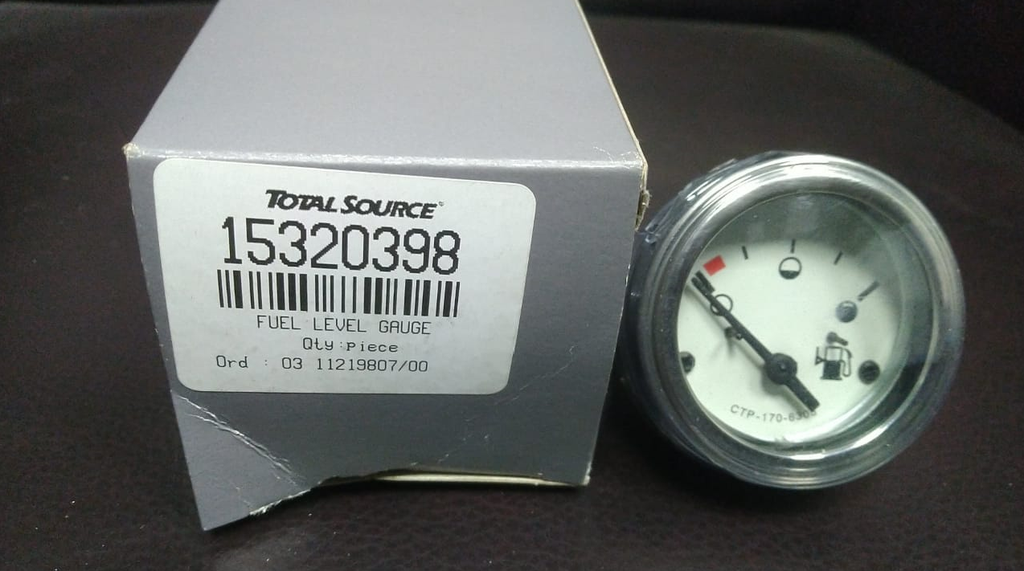 TOTAL SOURCE®
15320398
FUEL LEVEL GAUGE
Qty:Piece
Ord : 03 11219807/00
CTP-170-630